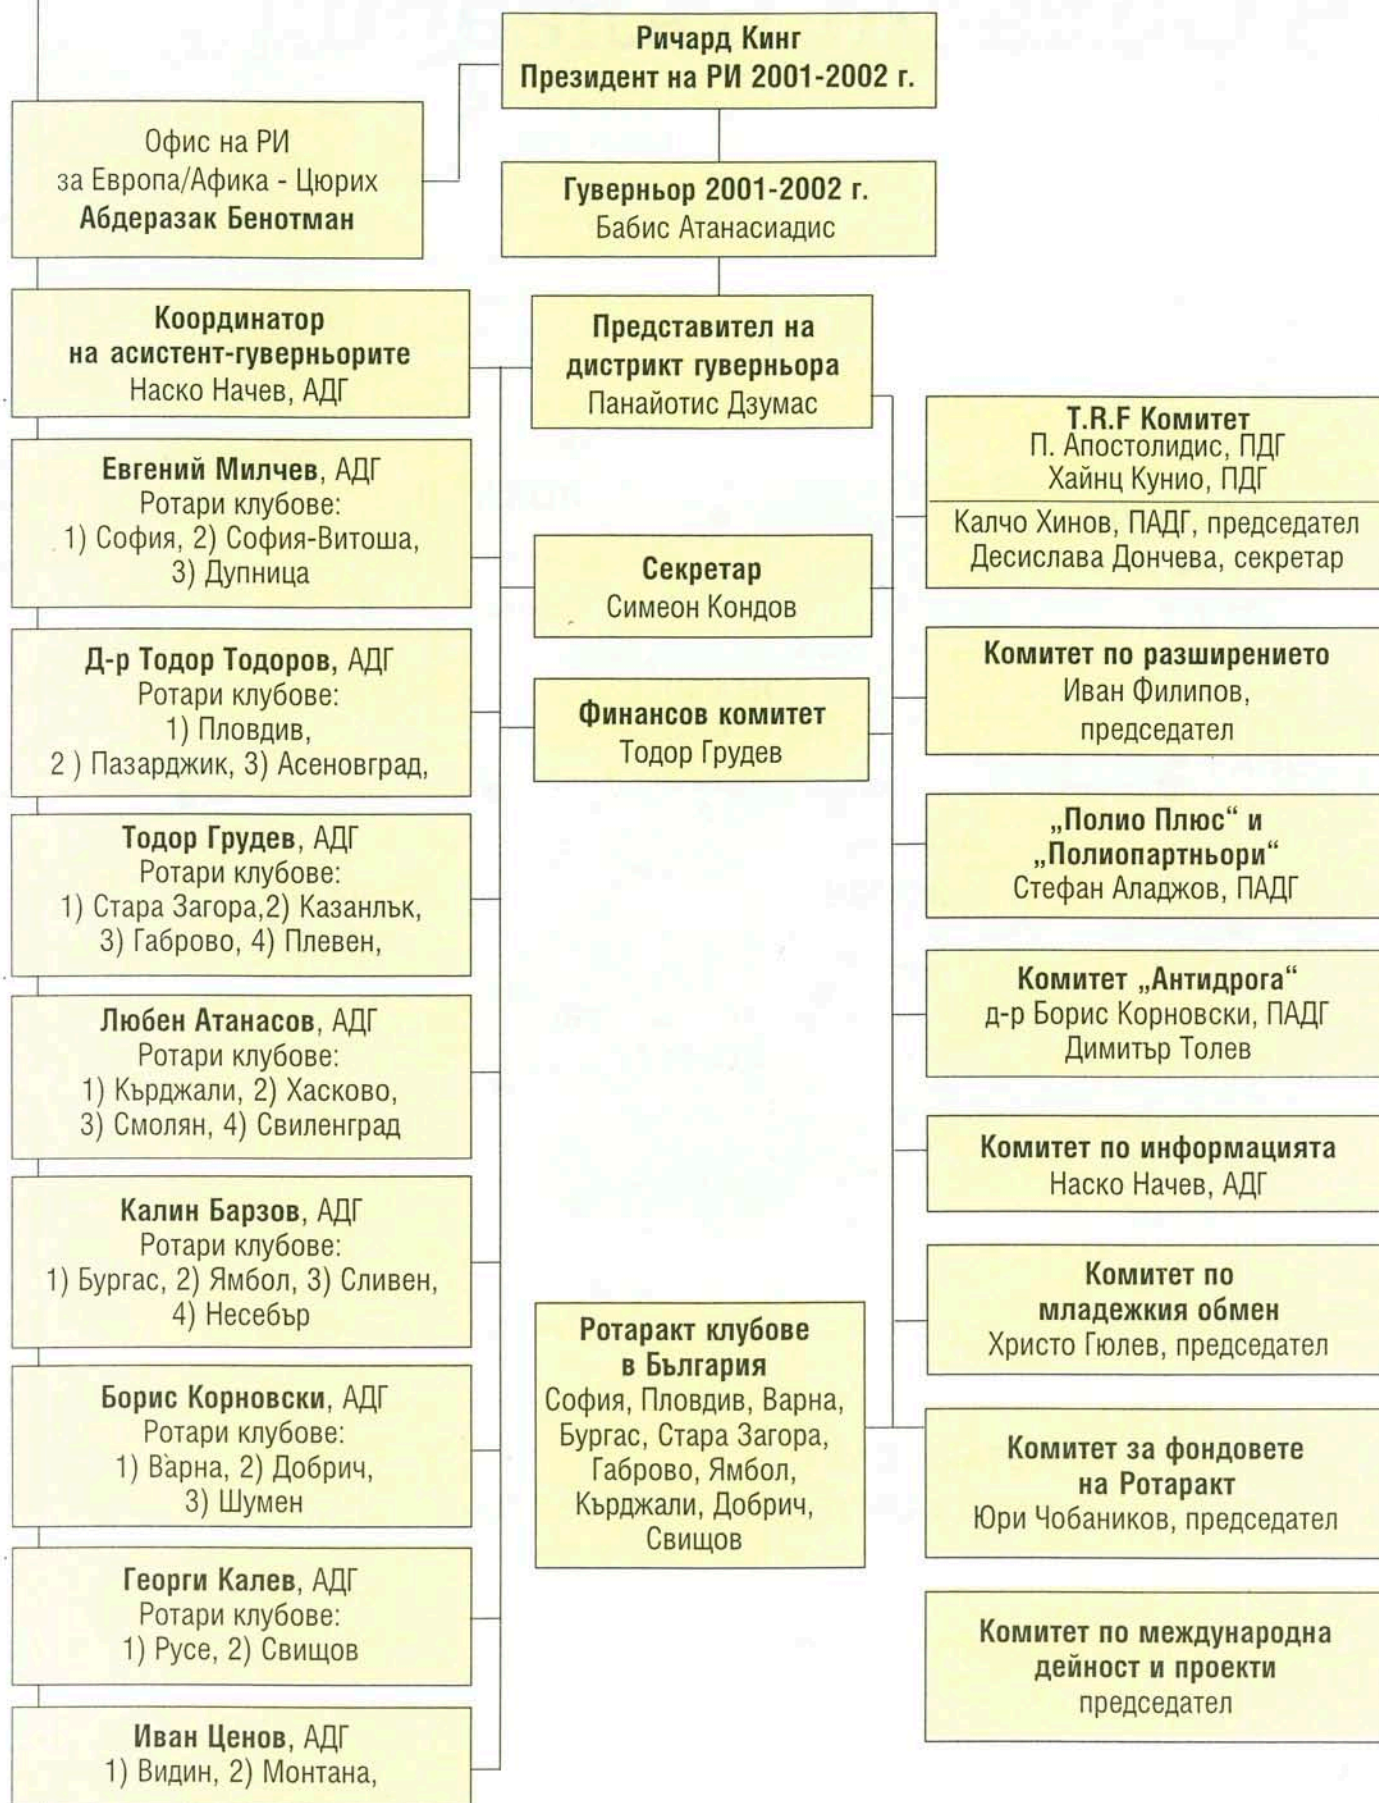 Ричард Кинг
Президент на РИ 2001-2002 г.
Офис на РИ
за Европа/Афика - Цюрих
Абдеразак Бенотман
Гуверньор 2001-2002 г.
Бабис Атанасиадис
Координатор
на асистент-гуверньорите
Наско Начев, АДГ
Представител на
дистрикт гуверньора
Панайотис Дзумас
Евгений Милчев, АДГ
Ротари клубове:
1) София, 2) София-Витоша,
3) Дупница
Д-р Тодор Тодоров, АДГ
Ротари клубове:
1) Пловдив,
2 ) Пазарджик, 3) Асеновград,
Тодор Грудев, АДГ
Ротари клубове:
1) Стара Загора,2) Казанлък,
3) Габрово, 4) Плевен,
Любен Атанасов, АДГ
Ротари клубове:
1) Кърджали, 2) Хасково,
3) Смолян, 4) Свиленград
Калин Барзов, АДГ
Ротари клубове:
1) Бургас, 2) Ямбол, 3) Сливен,
4) Несебър
Борис Корновски, АДГ
Ротари клубове:
1) Варна, 2) Добрич,
3) Шумен
Георги Калев, АДГ
Ротари клубове:
1) Русе, 2) Свищов
Иван Ценов, АДГ
1) Видин, 2) Монтана,
Секретар
Симеон Кондов
Финансов комитет
Тодор Грудев
Ротаракт клубове
в България
София, Пловдив, Варна,
Бургас, Стара Загора,
Габрово, Ямбол,
Кърджали, Добрич,
Свищов
T.R.F Комитет
П. Апостолидис, ПДГ
Хайнц Кунио, ПДГ
Калчо Хинов, ПАДГ, председател
Десислава Дончева, секретар
Комитет по разширението
Иван Филипов,
председател
„Полио Плюс“ и
„Полиопартньори“
Стефан Аладжов, ПАДГ
Комитет „Антидрога“
д-р Борис Корновски, ПАДГ
Димитър Толев
Комитет по информацията
Наско Начев, АДГ
Комитет по
младежкия обмен
Христо Гюлев, председател
Комитет за фондовете
на Ротаракт
Юри Чобаников, председател
Комитет по международна
дейност и проекти
председател